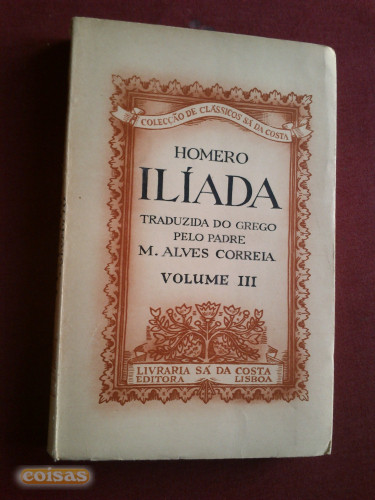 COLECÇÃO DE CLÁSSICOS SÁ DA COSTA
HOMERO
ILÍADA
TRADUZIDA DO GREGO
PELO PADRE
M. ALVES CORREIA
VOLUME III
LIVRARIA SÁ DA COSTA
EDITORA LISBOA
coisas